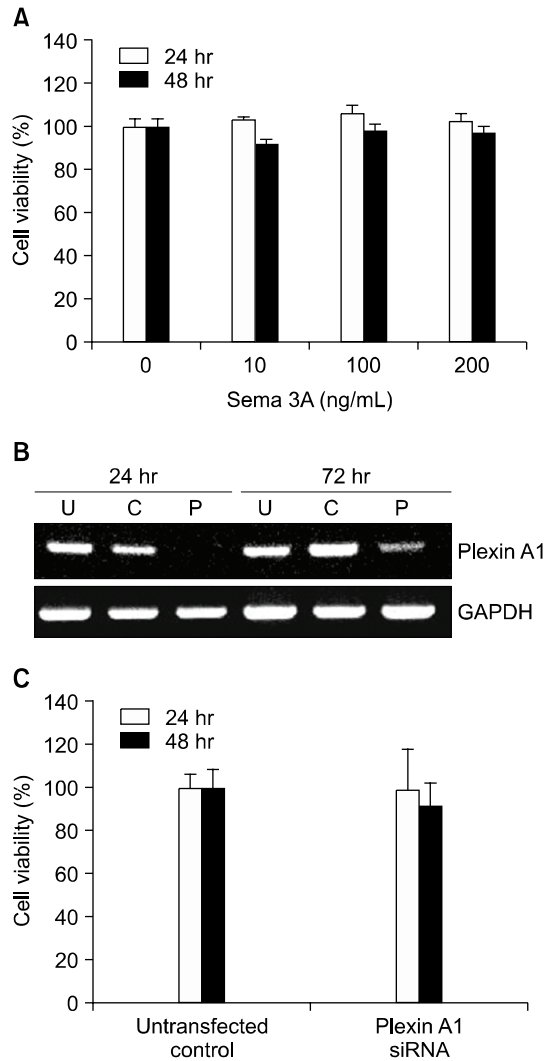 A
140
120
100
80
60
40
20
0
Cell viability (%)
24 hr
48 hr
0 10 100 200
Sema 3A (ng/mL)
B
24 hr 72 hr
U C P U C P
Plexin A1
GAPDH
C
140
120
100
80
60
40
20
0
Cell viability (%)
24 hr
48 hr
Untransfected Plexin A1
control siRNA